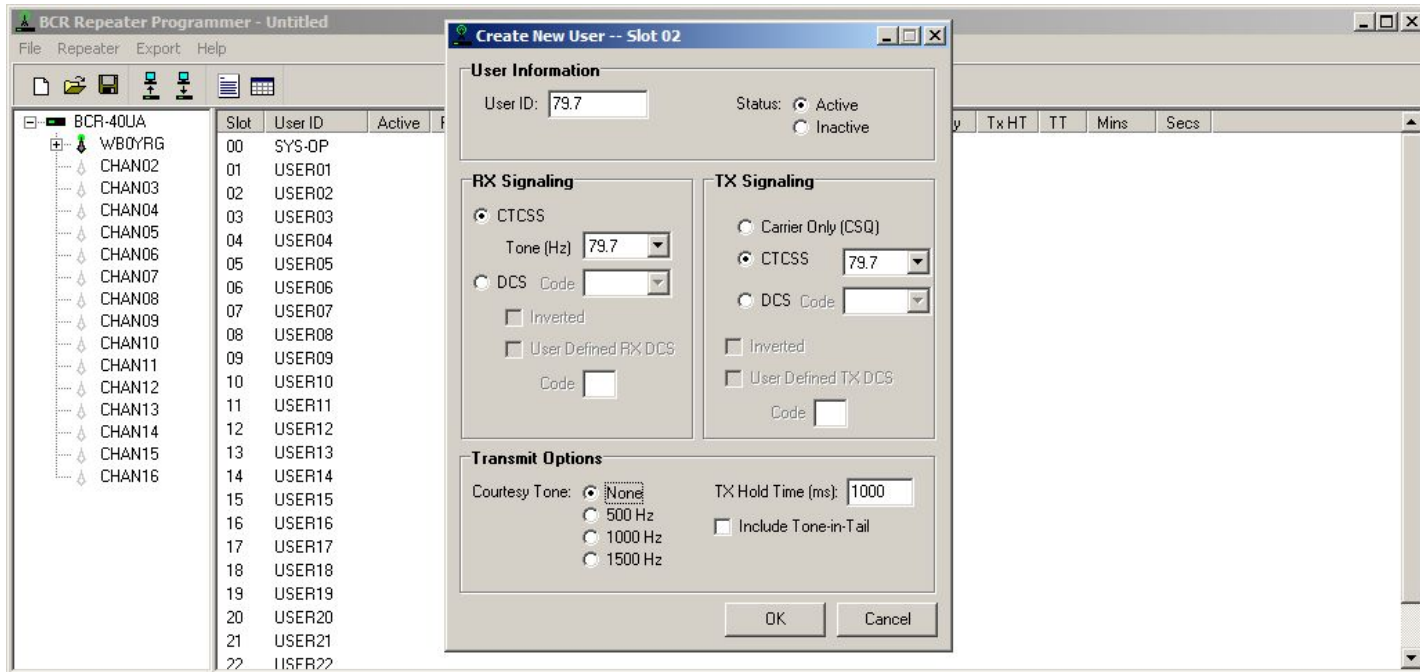 BCR Repeater Programmer - Untitled
File Repeater Export Help
Create New User -- Slot 02
User Information
User ID: 79.7
Status: Active
Inactive
RX Signaling
CTCSS
Tone (Hz) 79.7
DCS Code
Inverted
User Defined RX DCS
Code
TX Signaling
Carrier Only (CSQ)
CTCSS 79.7
DCS Code
Inverted
User Defined TX DCS
Code
Transmit Options
Courtesy Tone: None
500 Hz
1000 Hz
1500 Hz
TX Hold Time (ms): 1000
Include Tone-in-Tail
OK Cancel
BCR-40UA
WB0YRG
CHAN02
CHAN03
CHAN04
CHAN05
CHAN06
CHAN07
CHAN08
CHAN09
CHAN10
CHAN11
CHAN12
CHAN13
CHAN14
CHAN15
CHAN16
Slot User ID Active Tx HT TT Mins Secs
00 SYS-OP
01 USER01
02 USER02
03 USER03
04 USER04
05 USER05
06 USER06
07 USER07
08 USER08
09 USER09
10 USER10
11 USER11
12 USER12
13 USER13
14 USER14
15 USER15
16 USER16
17 USER17
18 USER18
19 USER19
20 USER20
21 USER21
22 USER22